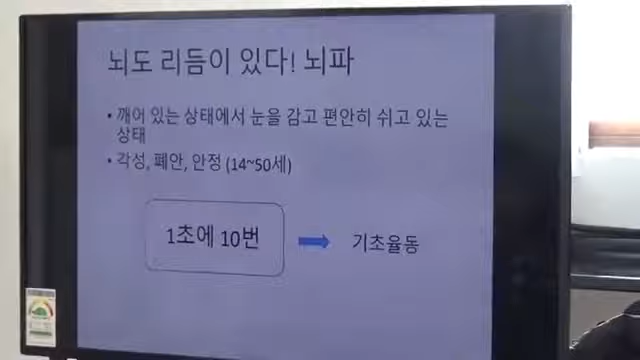 뇌도 리듬이 있다! 뇌파
• 깨어 있는 상태에서 눈을 감고 편안히 쉬고 있는
상태
• 각성, 폐안, 안정 (14~50세)
1초에 10번
기초율동